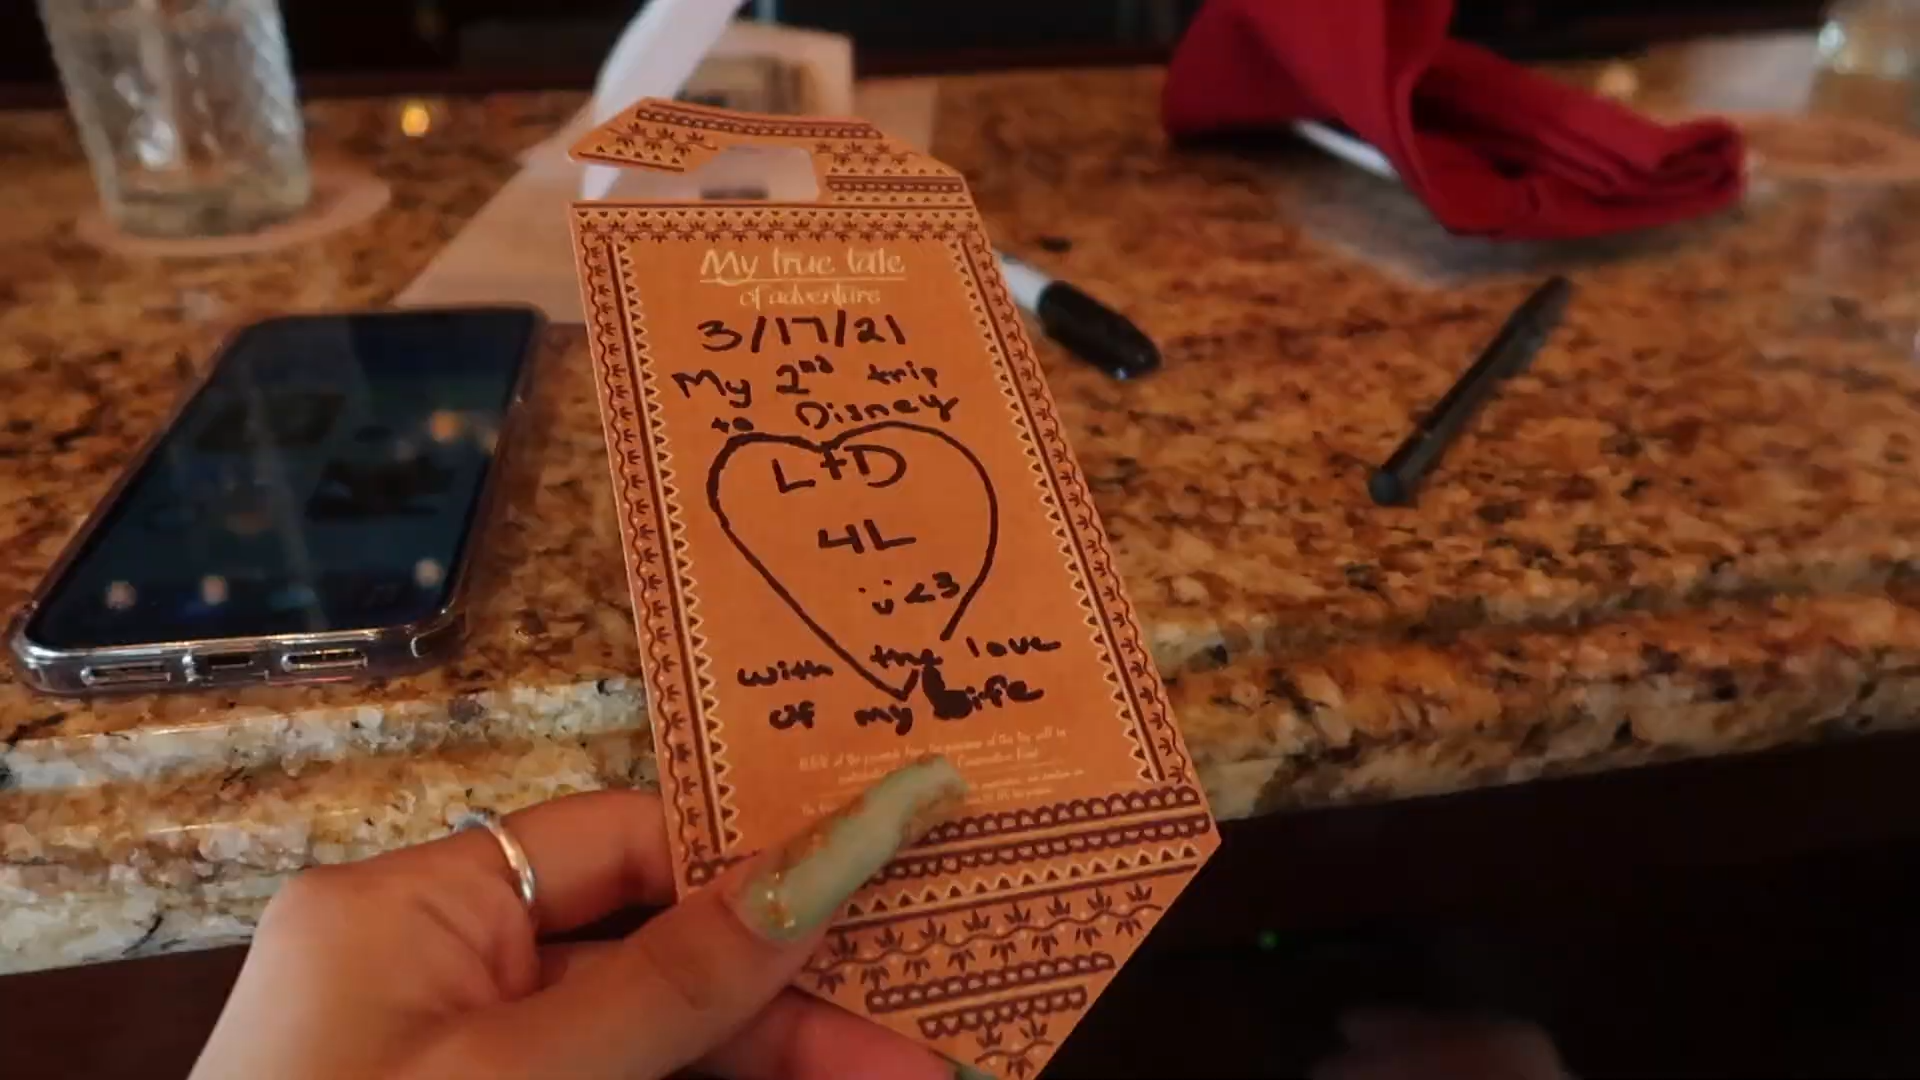 My true tale
of adventure
3/17/21
My 2nd trip
to Disney
L+D
4L
ü <3
with the love
of my life